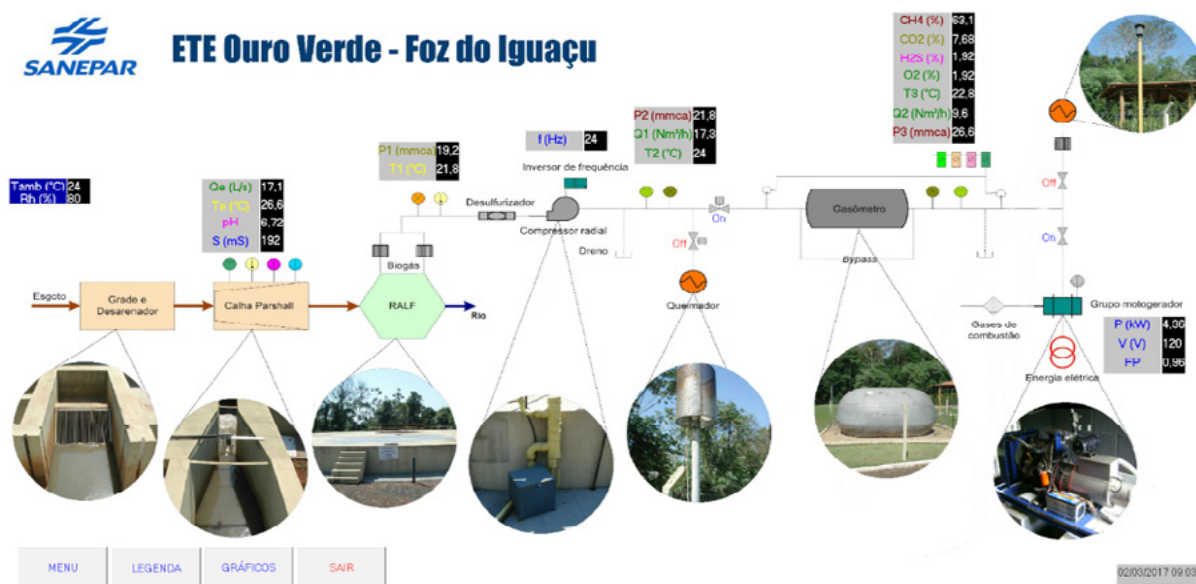 SANEPAR
ETE Ouro Verde - Foz do Iguaçu
Tamb (°C) 24
Rh (%) 80
Qe (L/s) 17,1
Te (°C) 26,6
pH 6,72
S (mS) 192
P1 (mmca) 19,2
T1 (°C) 21,8
f (Hz) 24
Inversor de frequência
P2 (mmca) 21,8
Q1 (Nm³/h) 17,3
T2 (°C) 24
CH4 (%) 63,1
CO2 (%) 7,68
H2S (%) 1,92
O2 (%) 1,92
T3 (°C) 22,8
Q2 (Nm³/h) 9,6
P3 (mmca) 26,6
Desulfurizador
Compressor radial
Dreno
On
Off
Queimador
Gasômetro
Bypass
Off
On
Esgoto
Grade e
Desarenador
Calha Parshall
Biogás
RALF
Rio
Gases de
combustão
Grupo motogerador
P (kW) 4,36
V (V) 120
FP 0,96
Energia elétrica
MENU
LEGENDA
GRÁFICOS
SAIR
02/03/2017 09:03